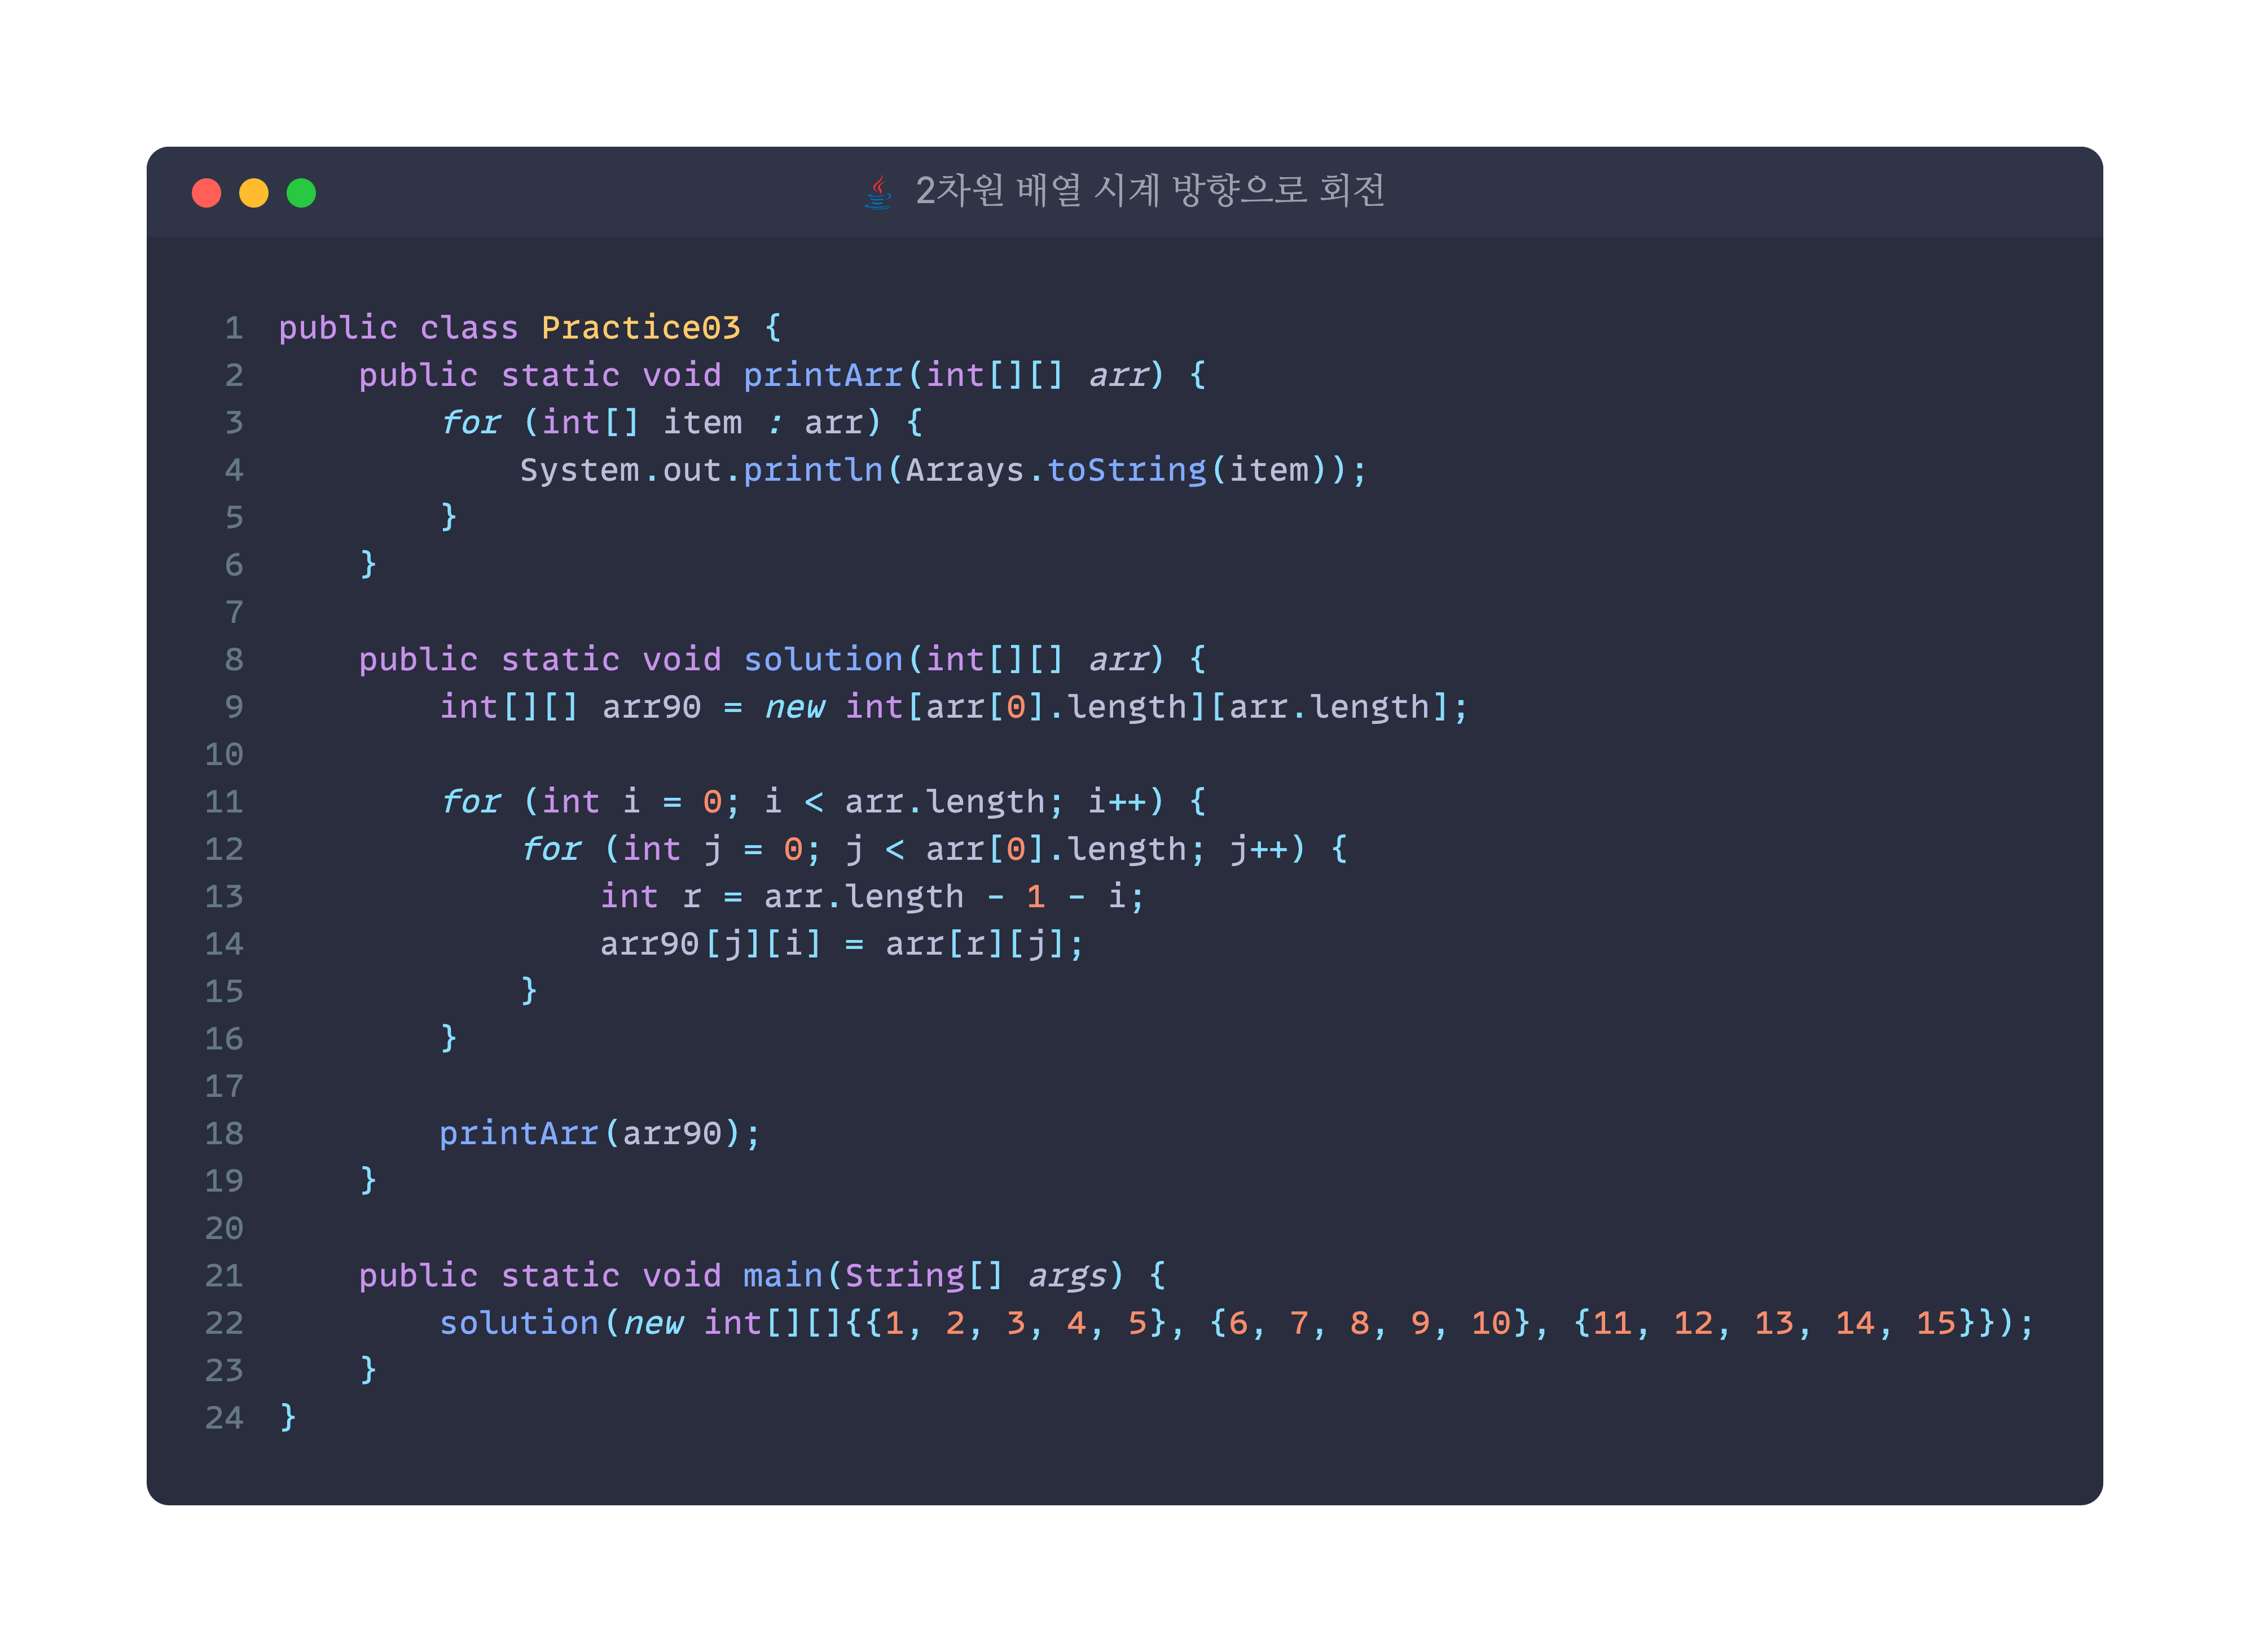 2차원 배열 시계 방향으로 회전
1 public class Practice03 {
2     public static void printArr(int[][] arr) {
3         for (int[] item : arr) {
4             System.out.println(Arrays.toString(item));
5         }
6     }
7
8     public static void solution(int[][] arr) {
9         int[][] arr90 = new int[arr[0].length][arr.length];
10
11         for (int i = 0; i < arr.length; i++) {
12             for (int j = 0; j < arr[0].length; j++) {
13                 int r = arr.length - 1 - i;
14                 arr90[j][i] = arr[r][j];
15             }
16         }
17
18         printArr(arr90);
19     }
20
21     public static void main(String[] args) {
22         solution(new int[][]{{1, 2, 3, 4, 5}, {6, 7, 8, 9, 10}, {11, 12, 13, 14, 15}});
23     }
24 }